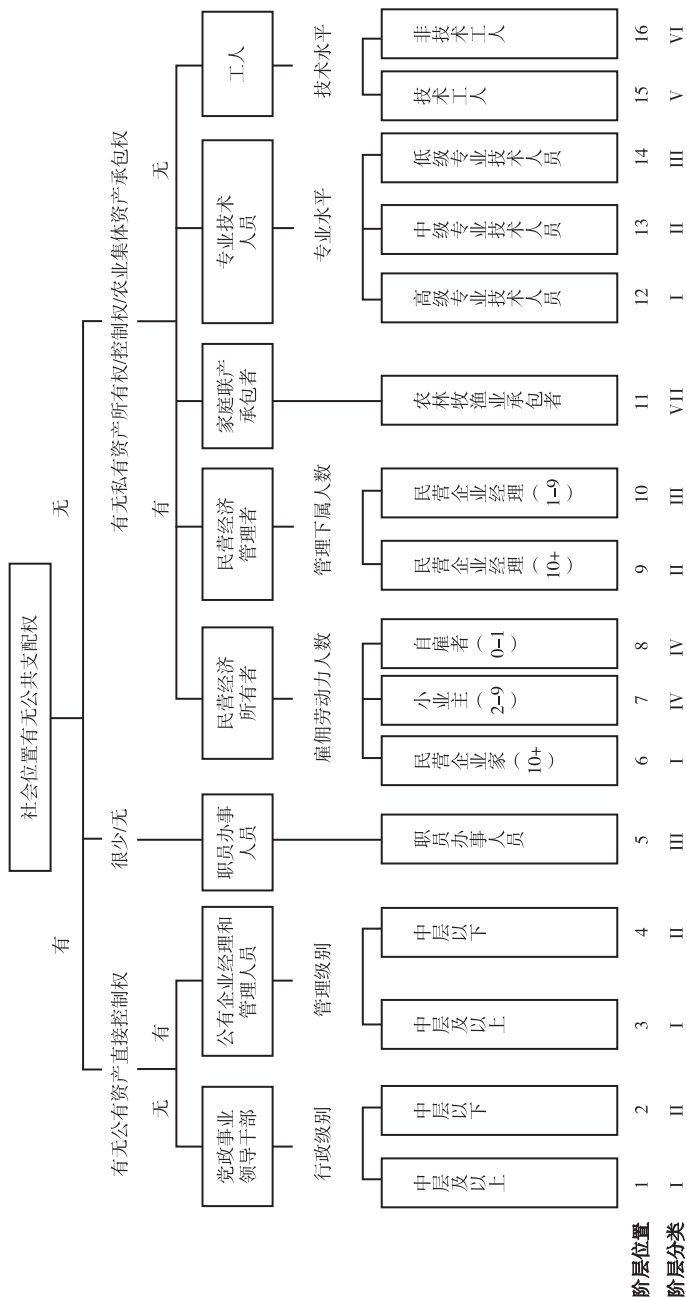 社会位置有无公共支配权
有
很少/无
无
有无公有资产直接控制权
有无私有资产所有权/控制权/农业集体资产承包权
无
有
有
无
党政事业
领导干部
公有企业经理和
管理人员
职员办事
人员
民营经济
所有者
民营经济
管理者
家庭联产
承包者
专业技术
人员
工人
行政级别
管理级别
雇佣劳动力人数
管理下属人数
专业水平
技术水平
中层及以上
中层以下
中层及以上
中层以下
职员办事人员
民营企业家（10+）
小业主（2–9）
自雇者（0–1）
民营企业经理（10+）
民营企业经理（1–9）
农林牧渔业承包者
高级专业技术人员
中级专业技术人员
低级专业技术人员
技术工人
非技术工人
阶层位置 1 2 3 4 5 6 7 8 9 10 11 12 13 14 15 16
阶层分类 I II I II III I IV IV II III VII I II III V VI